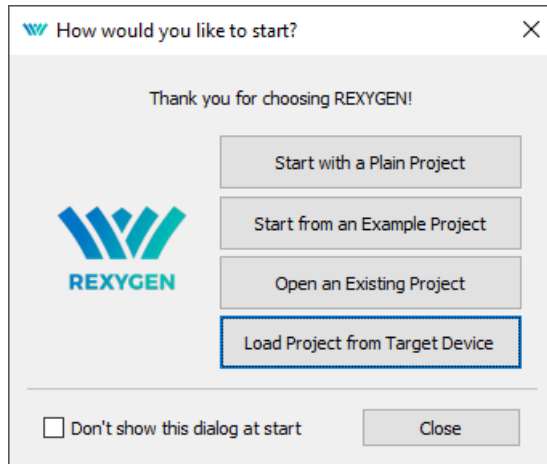 How would you like to start?
Thank you for choosing REXYGEN!
Start with a Plain Project
Start from an Example Project
REXYGEN
Open an Existing Project
Load Project from Target Device
Don't show this dialog at start
Close